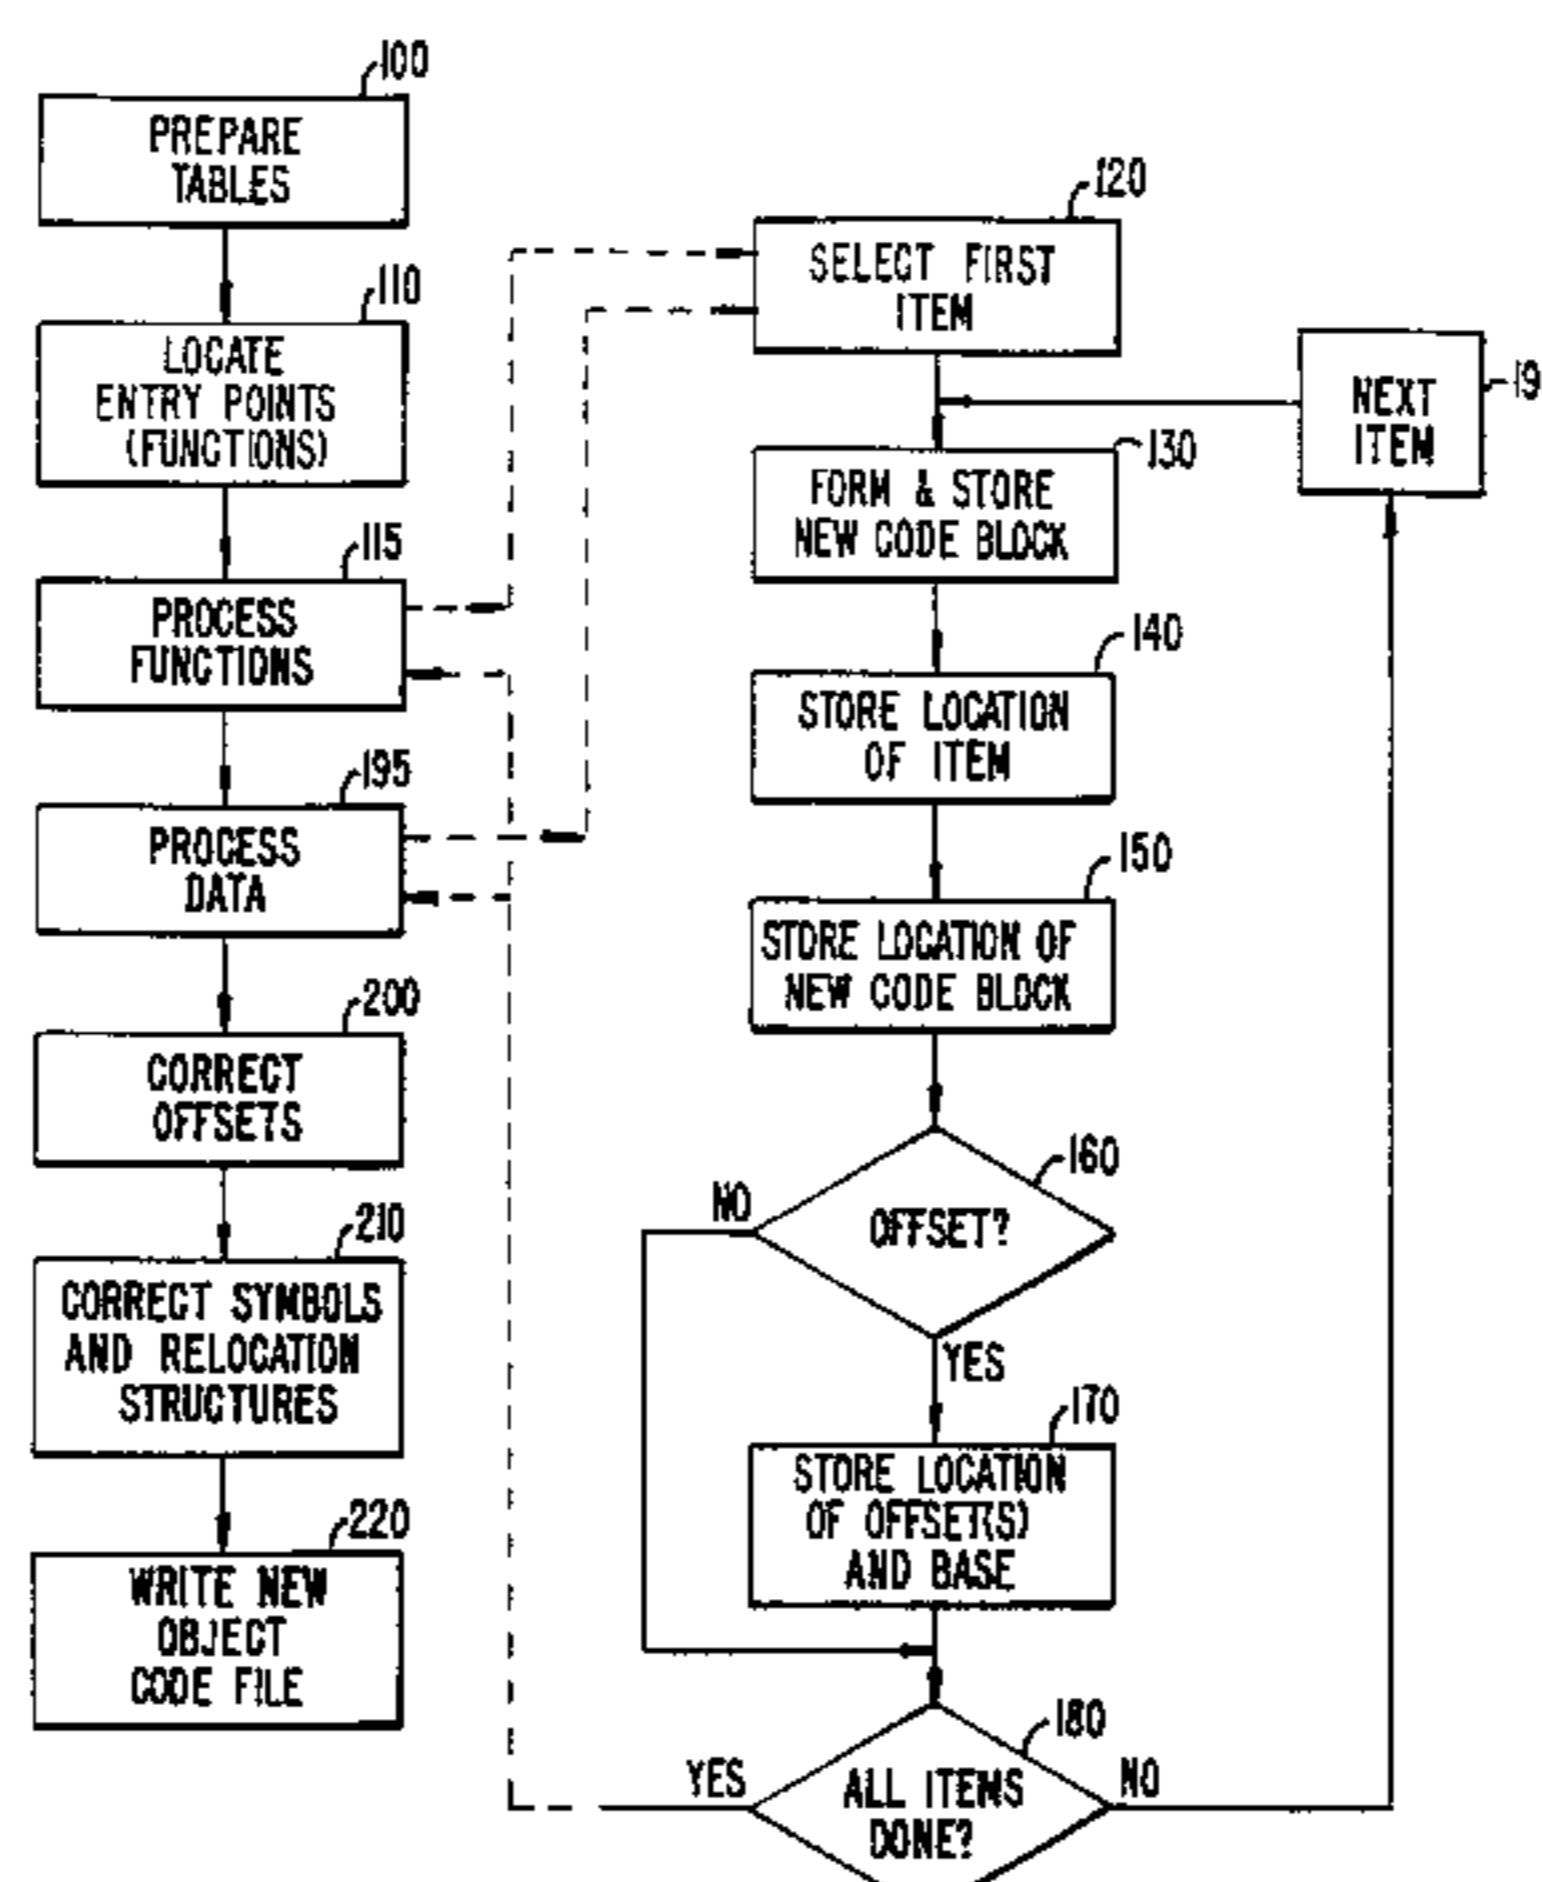 100
PREPARE
TABLES
110
LOCATE
ENTRY POINTS
(FUNCTIONS)
115
PROCESS
FUNCTIONS
195
PROCESS
DATA
200
CORRECT
OFFSETS
210
CORRECT SYMBOLS
AND RELOCATION
STRUCTURES
220
WRITE NEW
OBJECT
CODE FILE
120
SELECT FIRST
ITEM
19
NEXT
ITEM
130
FORM & STORE
NEW CODE BLOCK
140
STORE LOCATION
OF ITEM
150
STORE LOCATION OF
NEW CODE BLOCK
160
NO
OFFSET?
YES
170
STORE LOCATION
OF OFFSET(S)
AND BASE
180
YES
ALL ITEMS
DONE?
NO